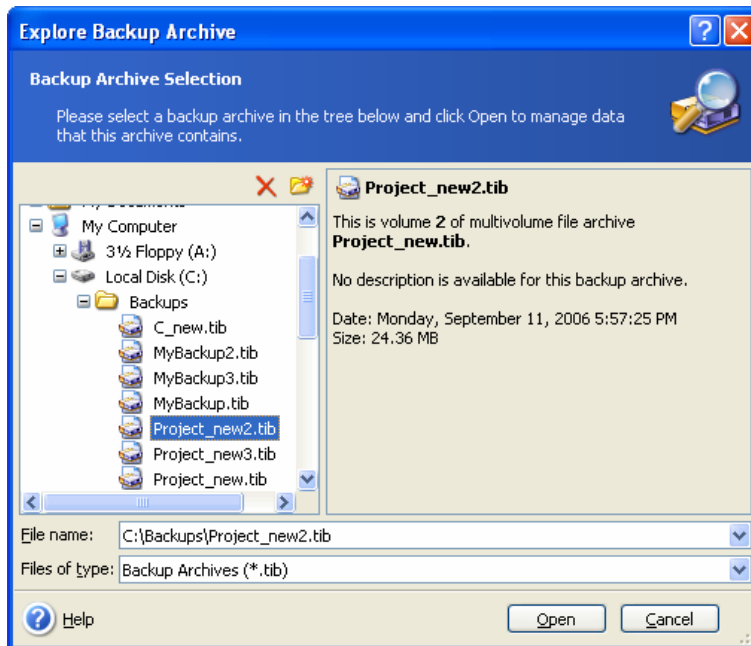 Explore Backup Archive
Backup Archive Selection
Please select a backup archive in the tree below and click Open to manage data
that this archive contains.
My Documents
My Computer
3½ Floppy (A:)
Local Disk (C:)
Backups
C_new.tib
MyBackup2.tib
MyBackup3.tib
MyBackup.tib
Project_new2.tib
Project_new3.tib
Project_new.tib
Project_new2.tib
This is volume 2 of multivolume file archive
Project_new.tib.
No description is available for this backup archive.
Date: Monday, September 11, 2006 5:57:25 PM
Size: 24.36 MB
File name: C:\Backups\Project_new2.tib
Files of type: Backup Archives (*.tib)
Help
Open
Cancel